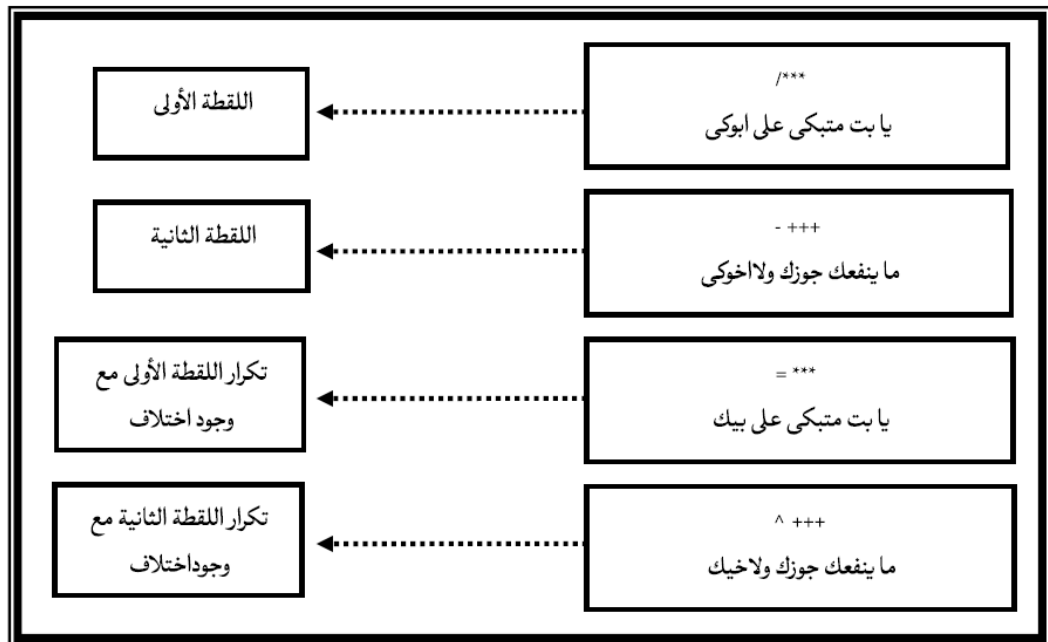 /***
يا بت متبكى على ابوكى
اللقطة الأولى
- +++
ما ينفعك جوزك ولااخوكى
اللقطة الثانية
= ***
يا بت متبكى على بيك
تكرار اللقطة الأولى مع
وجود اختلاف
^ +++
ما ينفعك جوزك ولاخيك
تكرار اللقطة الثانية مع
وجوداختلاف